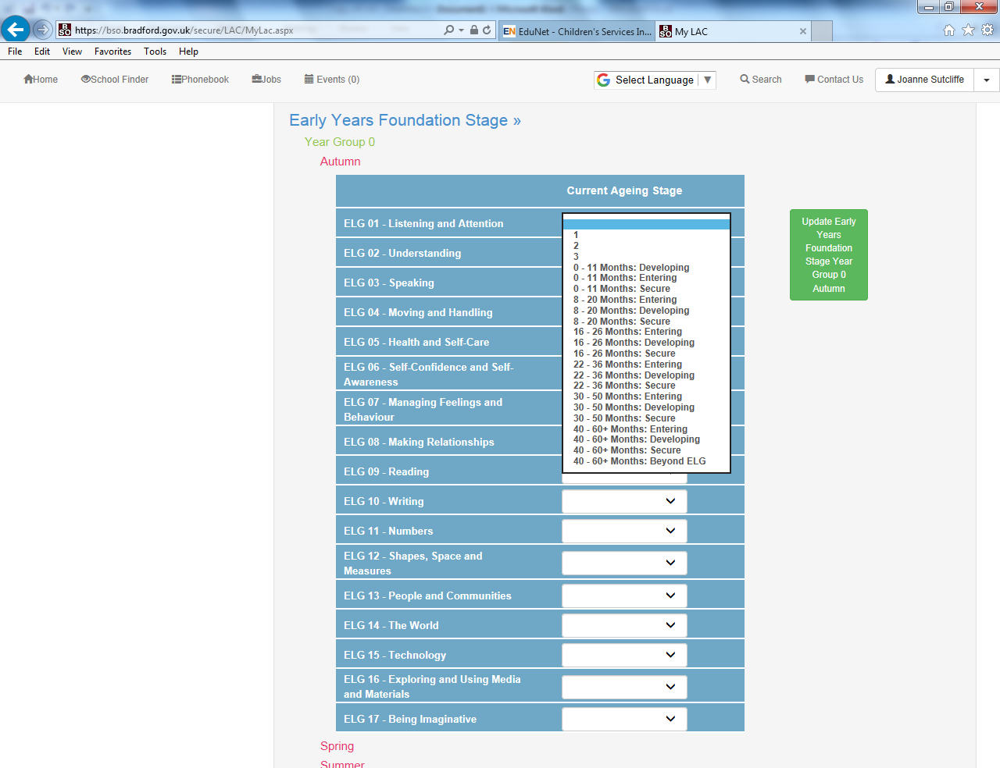 https://bso.bradford.gov.uk/secure/LAC/MyLac.aspx
EN EduNet - Children's Services In...
BSO My LAC
File Edit View Favorites Tools Help
Home School Finder Phonebook Jobs Events (0) Select Language ▼ Search Contact Us Joanne Sutcliffe
Early Years Foundation Stage »
Year Group 0
Autumn
Current Ageing Stage
ELG 01 - Listening and Attention
ELG 02 - Understanding
ELG 03 - Speaking
ELG 04 - Moving and Handling
ELG 05 - Health and Self-Care
ELG 06 - Self-Confidence and Self-
Awareness
ELG 07 - Managing Feelings and
Behaviour
ELG 08 - Making Relationships
ELG 09 - Reading
ELG 10 - Writing
ELG 11 - Numbers
ELG 12 - Shapes, Space and
Measures
ELG 13 - People and Communities
ELG 14 - The World
ELG 15 - Technology
ELG 16 - Exploring and Using Media
and Materials
ELG 17 - Being Imaginative
1
2
3
0 - 11 Months: Developing
0 - 11 Months: Entering
0 - 11 Months: Secure
8 - 20 Months: Entering
8 - 20 Months: Developing
8 - 20 Months: Secure
16 - 26 Months: Entering
16 - 26 Months: Developing
16 - 26 Months: Secure
22 - 36 Months: Entering
22 - 36 Months: Developing
22 - 36 Months: Secure
30 - 50 Months: Entering
30 - 50 Months: Developing
30 - 50 Months: Secure
40 - 60+ Months: Entering
40 - 60+ Months: Developing
40 - 60+ Months: Secure
40 - 60+ Months: Beyond ELG
Update Early
Years
Foundation
Stage Year
Group 0
Autumn
Spring
Summer